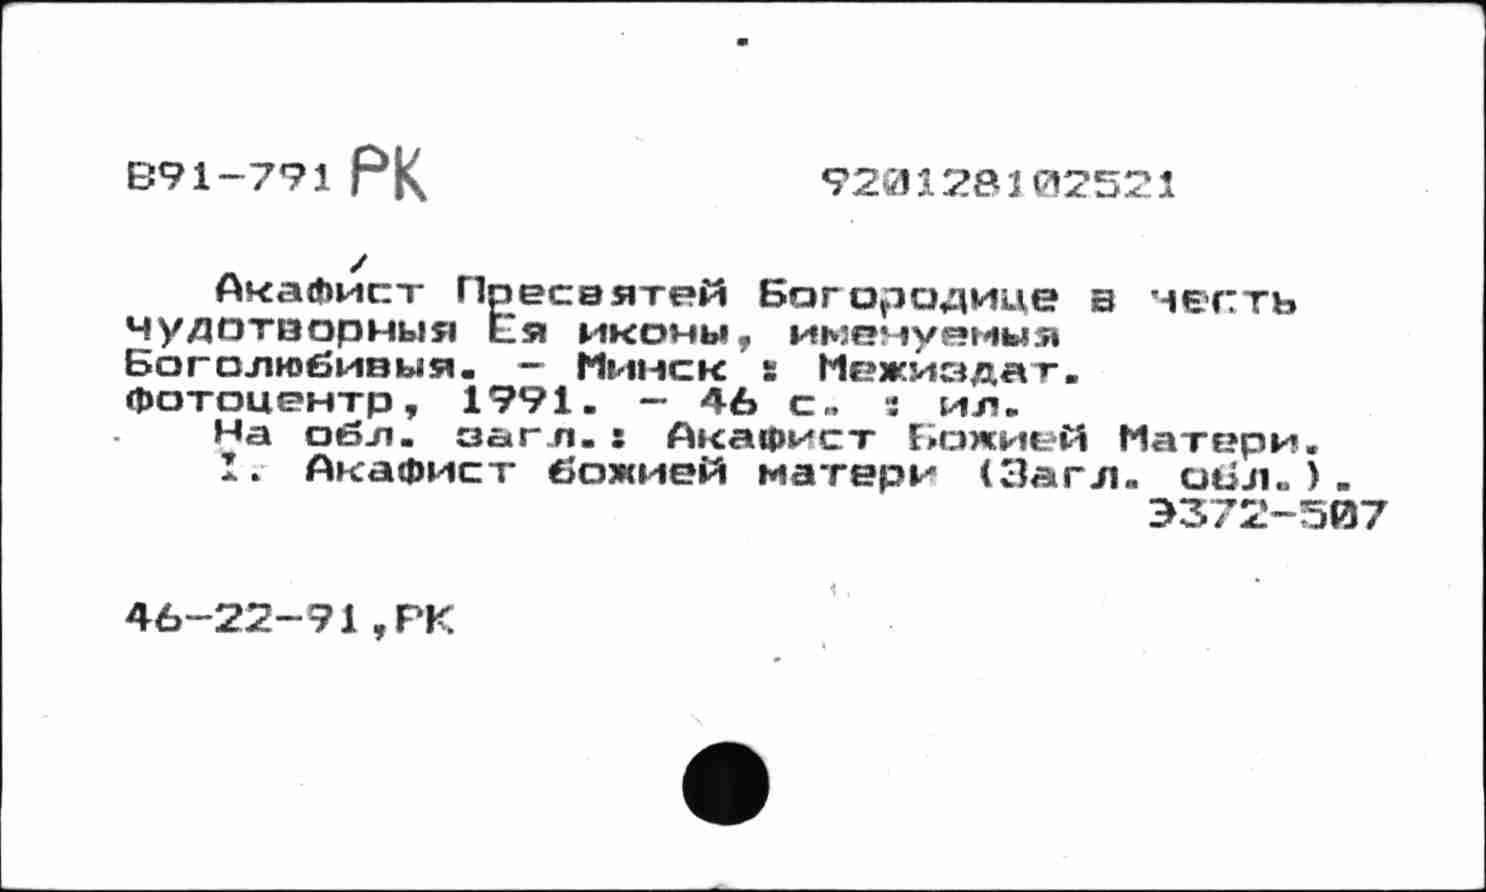 В91-791 РК 920128102521
Акафи́ст Пресвятей Богородице в честь
чудотворныя Ея иконы, именуемыя
Боголюбивыя. - Минск : Межиздат.
фотоцентр, 1991. - 46 с. : ил.
На обл. загл.: Акафист Божией Матери.
I. Акафист божией матери (Загл. обл.).
Э372-507
46-22-91,РК